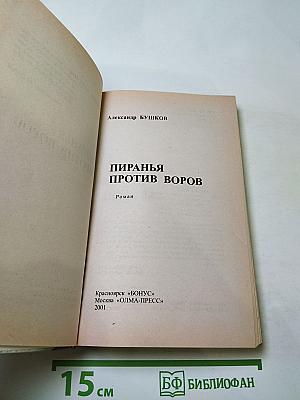 Александр БУШКОВ
ПИРАНЬЯ
ПРОТИВ ВОРОВ
Роман
Красноярск «БОНУС»
Москва «ОЛМА-ПРЕСС»
2001
15 см
БФ БИБЛИОФАН